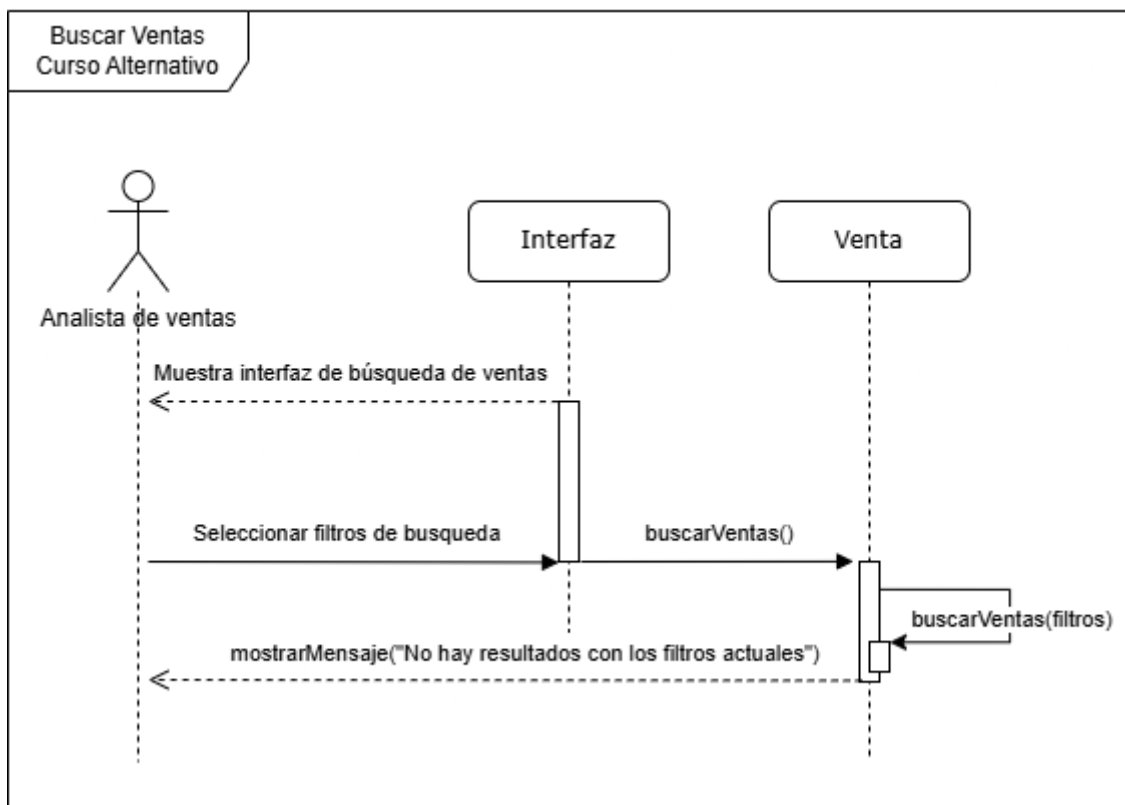 Buscar Ventas
Curso Alternativo
Interfaz
Venta
Analista de ventas
Muestra interfaz de búsqueda de ventas
Seleccionar filtros de busqueda
buscarVentas()
buscarVentas(filtros)
mostrarMensaje("No hay resultados con los filtros actuales")